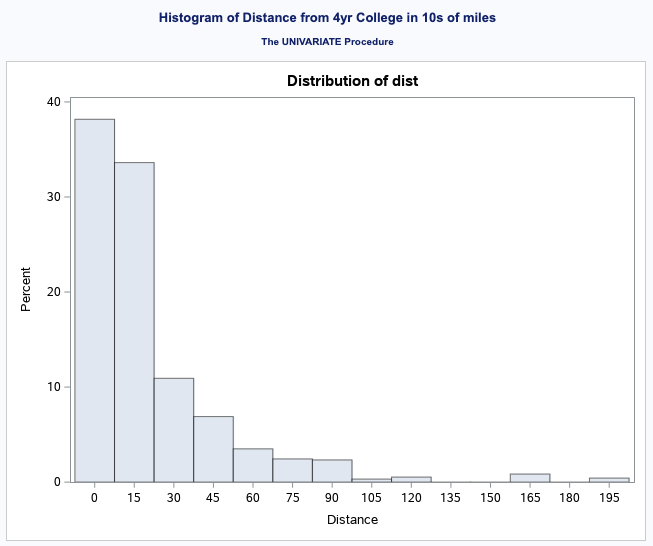 Histogram of Distance from 4yr College in 10s of miles
The UNIVARIATE Procedure
Distribution of dist
40
30
20
10
0
Percent
0 15 30 45 60 75 90 105 120 135 150 165 180 195
Distance